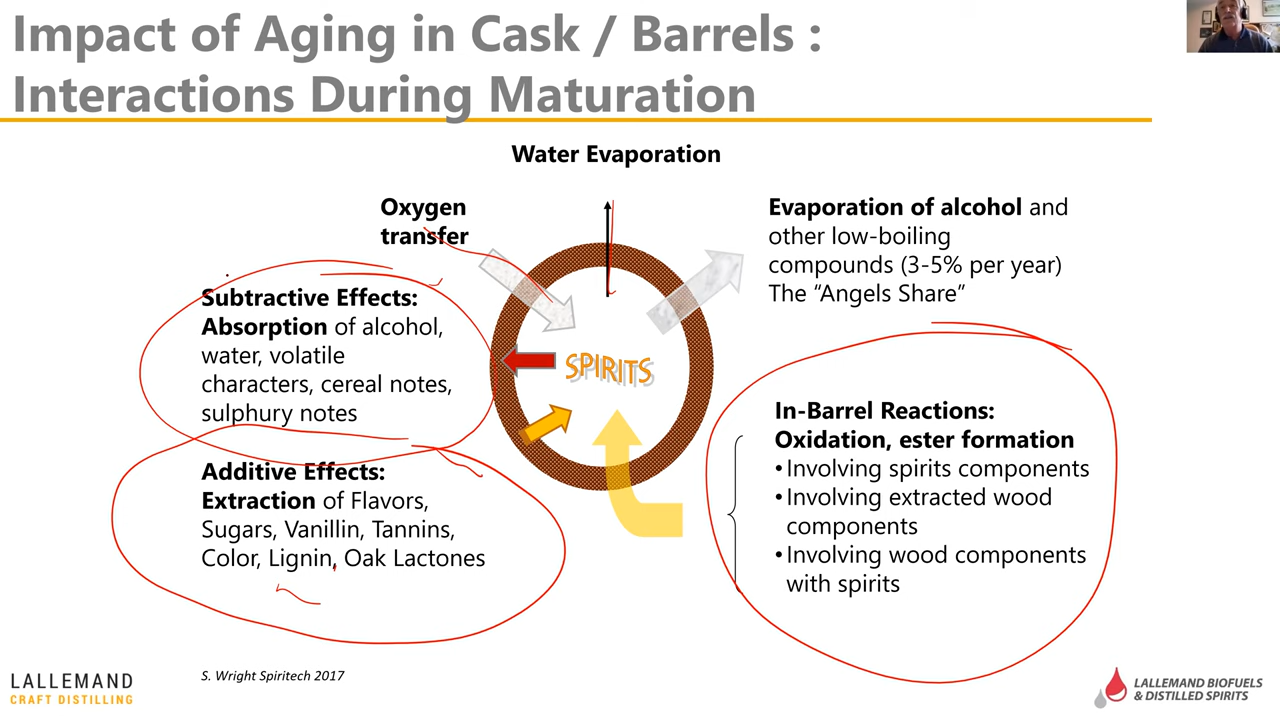 Impact of Aging in Cask / Barrels :
Interactions During Maturation
Water Evaporation
Oxygen
transfer
Evaporation of alcohol and
other low-boiling
compounds (3-5% per year)
The “Angels Share”
Subtractive Effects:
Absorption of alcohol,
water, volatile
characters, cereal notes,
sulphury notes
SPIRITS
Additive Effects:
Extraction of Flavors,
Sugars, Vanillin, Tannins,
Color, Lignin, Oak Lactones
In-Barrel Reactions:
Oxidation, ester formation
• Involving spirits components
• Involving extracted wood
components
• Involving wood components
with spirits
S. Wright Spiritech 2017
LALLEMAND
CRAFT DISTILLING
LALLEMAND BIOFUELS
& DISTILLED SPIRITS